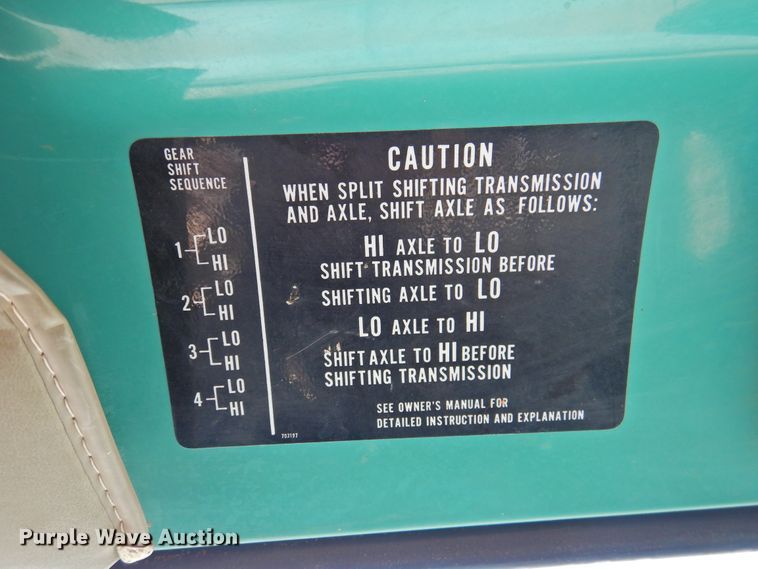 GEAR
SHIFT
SEQUENCE
1 LO
HI
2 LO
HI
3 LO
HI
4 LO
HI
CAUTION
WHEN SPLIT SHIFTING TRANSMISSION
AND AXLE, SHIFT AXLE AS FOLLOWS:
HI AXLE TO LO
SHIFT TRANSMISSION BEFORE
SHIFTING AXLE TO LO
LO AXLE TO HI
SHIFT AXLE TO HI BEFORE
SHIFTING TRANSMISSION
SEE OWNER'S MANUAL FOR
DETAILED INSTRUCTION AND EXPLANATION
703197
Purple Wave Auction